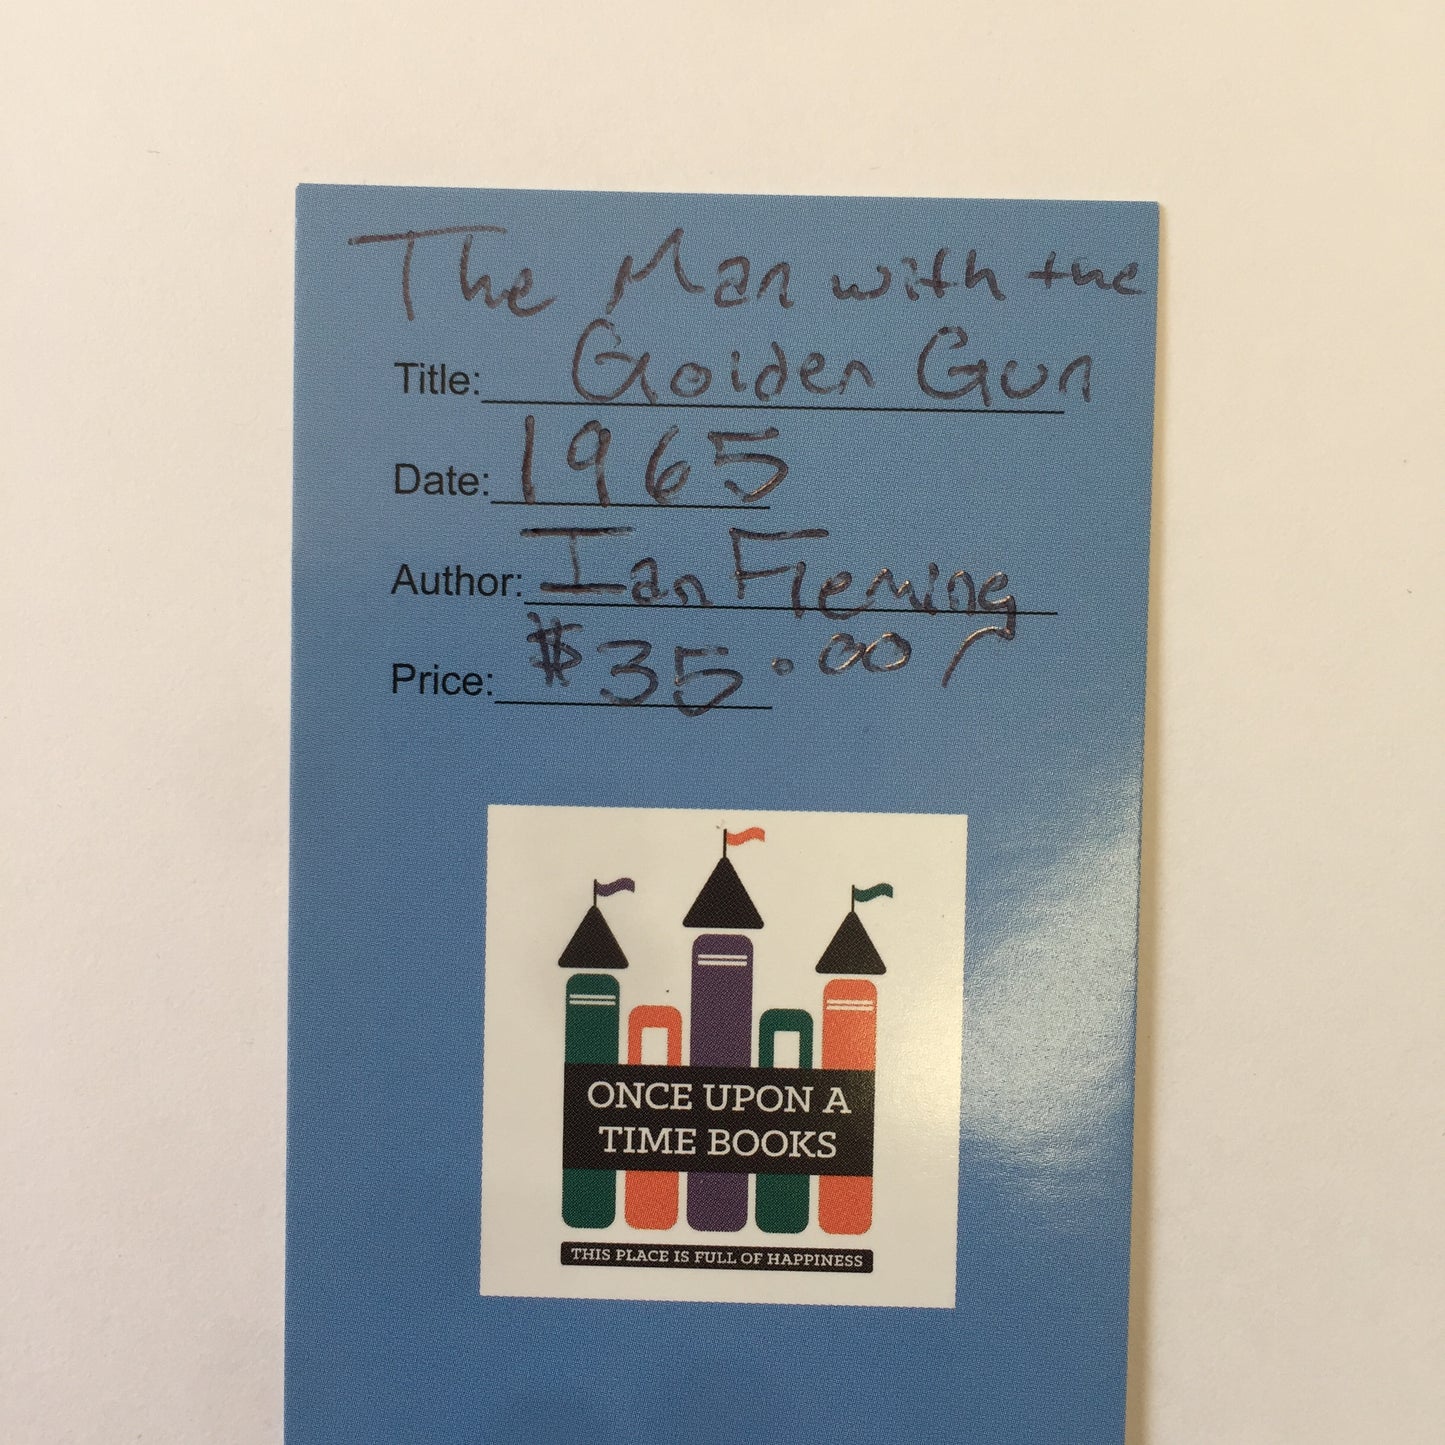 The Man with the
Title: Golden Gun
Date: 1965
Author: Ian Fleming
Price: $35.00
ONCE UPON A
TIME BOOKS
THIS PLACE IS FULL OF HAPPINESS